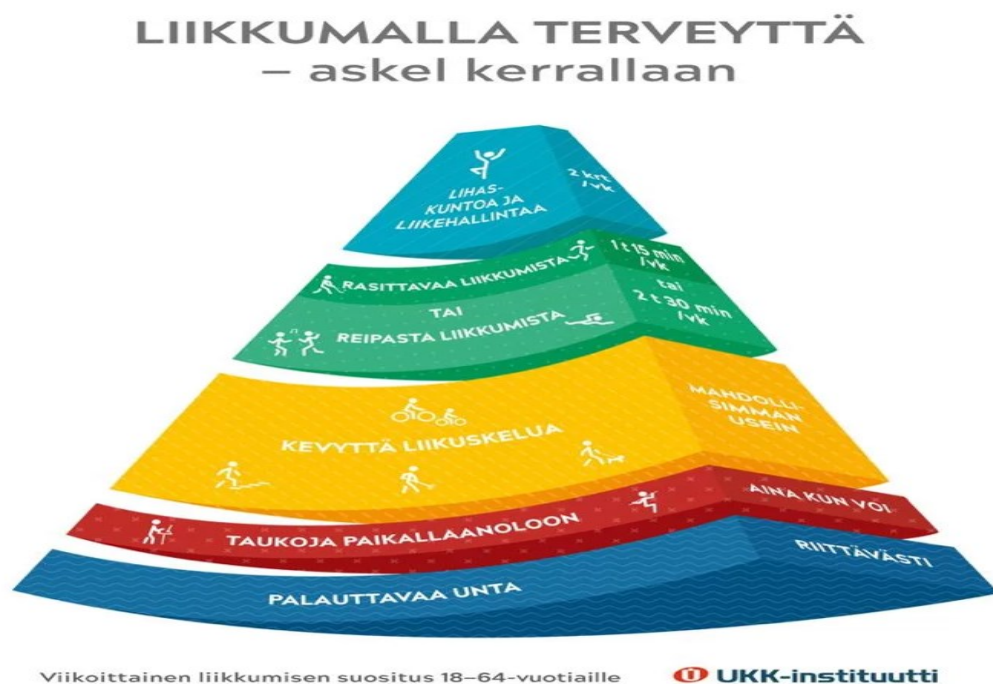 LIIKKUMALLA TERVEYTTÄ
– askel kerrallaan
LIHAS-
KUNTOA JA
LIIKEHALLINTAA
2 krt
/vk
RASITTAVAA LIIKKUMISTA
1 t 15 min
/vk
TAI
tai
REIPASTA LIIKKUMISTA
2 t 30 min
/vk
KEVYTTÄ LIIKUSKELUA
MAHDOLLI-
SIMMAN
USEIN
TAUKOJA PAIKALLAANOLOON
AINA KUN VOI
PALAUTTAVAA UNTA
RIITTÄVÄSTI
Viikoittainen liikkumisen suositus 18–64-vuotiaille
UKK-instituutti